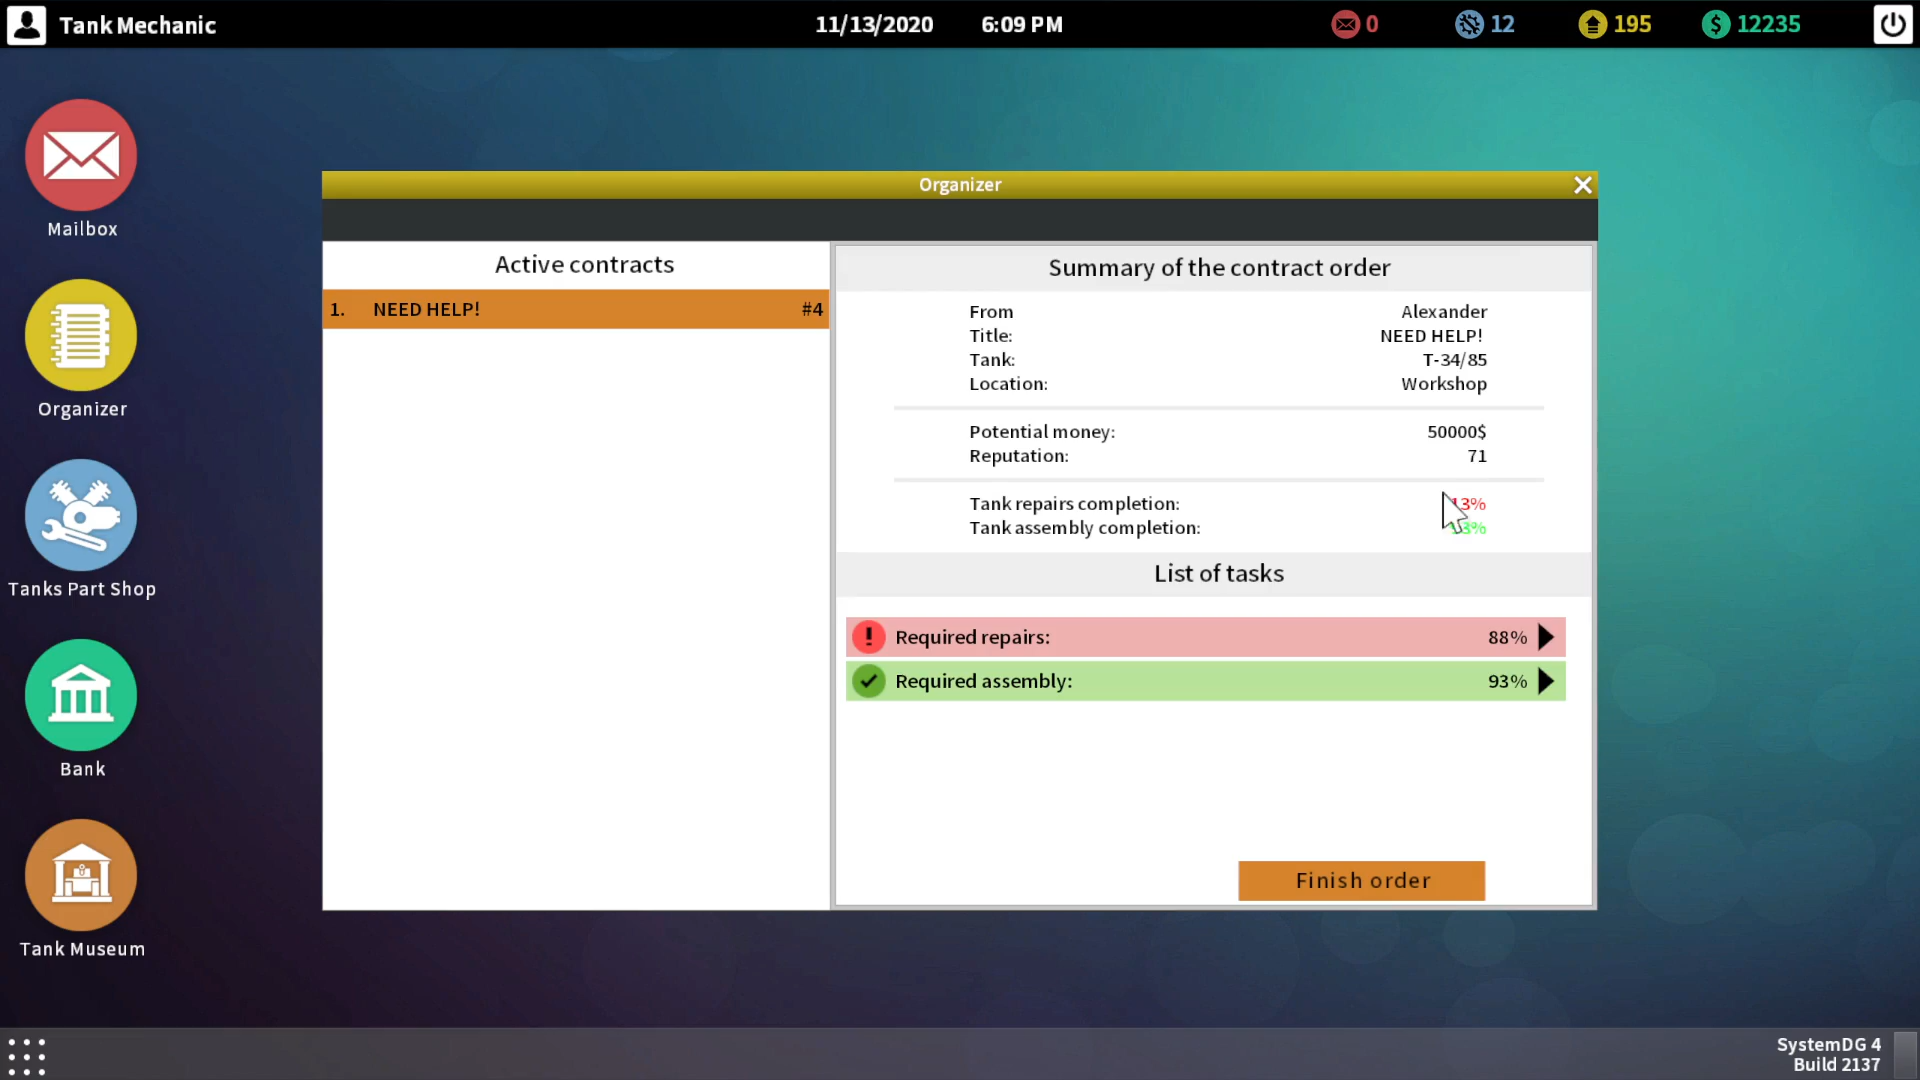 Tank Mechanic
11/13/2020 6:09 PM
0 12 195 12235
Mailbox
Organizer
Tanks Part Shop
Bank
Tank Museum
Organizer
Active contracts
1. NEED HELP! #4
Summary of the contract order
From Alexander
Title: NEED HELP!
Tank: T-34/85
Location: Workshop
Potential money: 50000$
Reputation: 71
Tank repairs completion:
Tank assembly completion:
List of tasks
Required repairs: 88%
Required assembly: 93%
Finish order
SystemDG 4
Build 2137